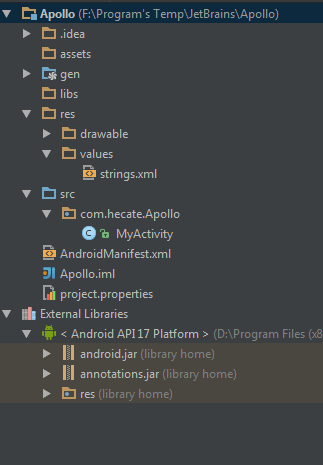 Apollo (F:\Program's Temp\JetBrains\Apollo)
.idea
assets
gen
libs
res
drawable
values
strings.xml
src
com.hecate.Apollo
MyActivity
AndroidManifest.xml
Apollo.iml
project.properties
External Libraries
< Android API 17 Platform > (D:\Program Files (x8
android.jar (library home)
annotations.jar (library home)
res (library home)